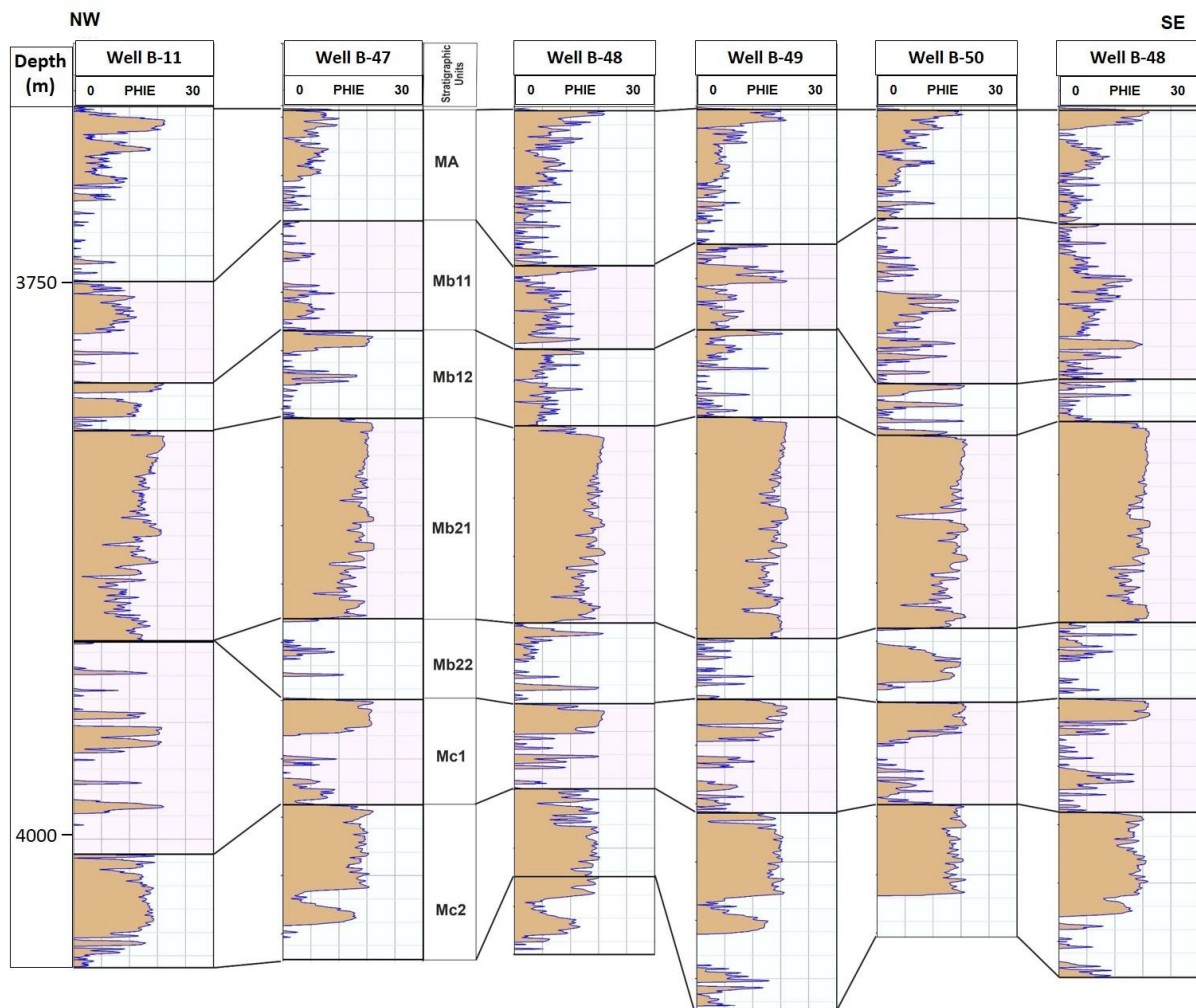 NW
SE
Depth
(m)
Well B-11
0 PHIE 30
Well B-47
0 PHIE 30
Stratigraphic
Units
Well B-48
0 PHIE 30
Well B-49
0 PHIE 30
Well B-50
0 PHIE 30
Well B-48
0 PHIE 30
MA
3750
Mb11
Mb12
Mb21
Mb22
Mc1
4000
Mc2